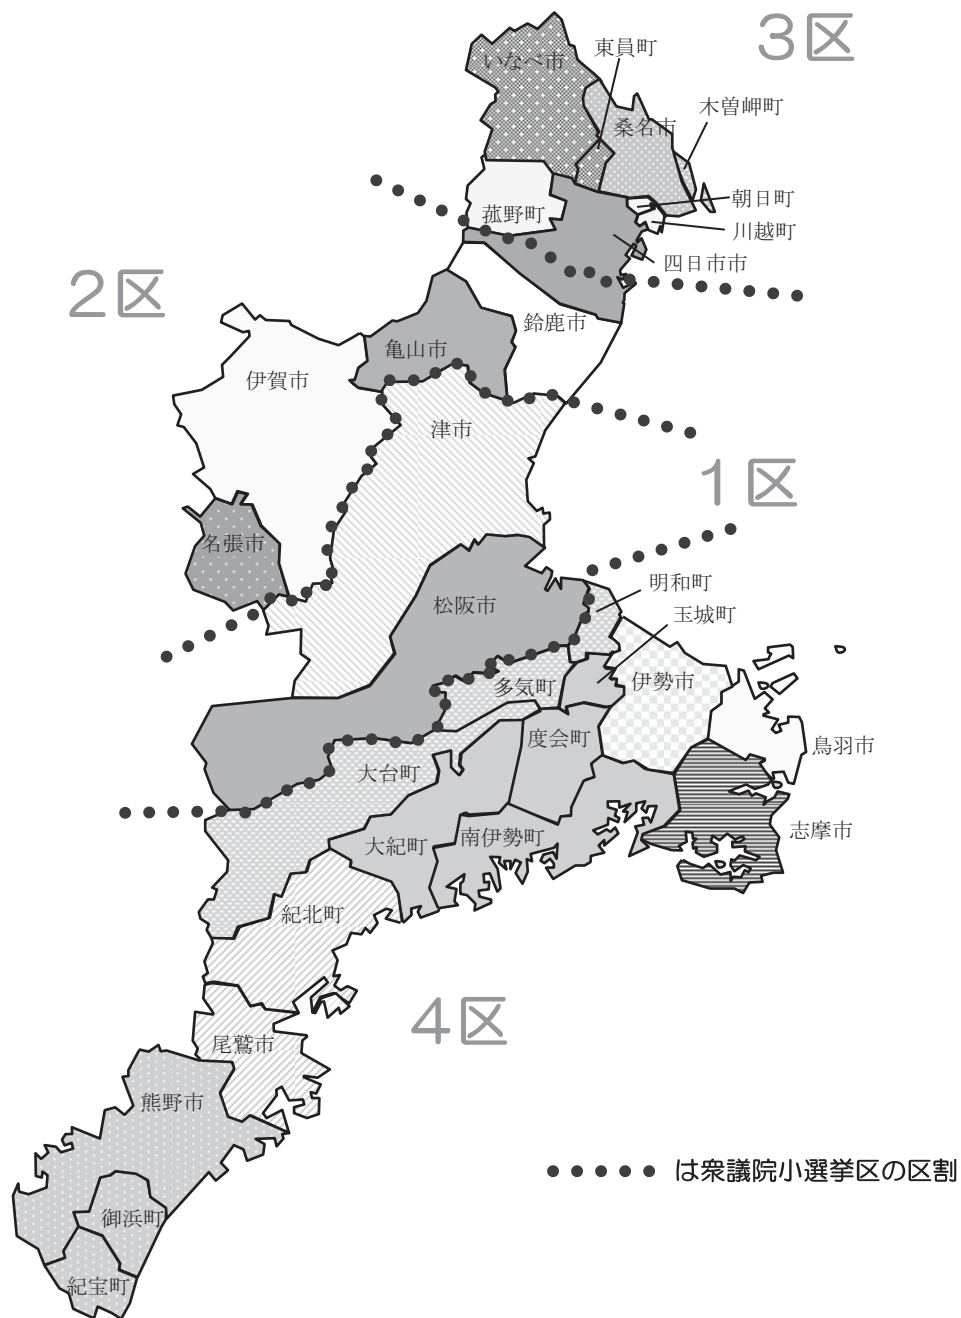 3区
東員町
いなべ市
木曽岬町
桑名市
朝日町
菰野町
川越町
四日市市
2区
鈴鹿市
亀山市
伊賀市
津市
1区
名張市
明和町
松阪市
玉城町
多気町
伊勢市
度会町
鳥羽市
大台町
志摩市
南伊勢町
大紀町
紀北町
4区
尾鷲市
熊野市
は衆議院小選挙区の区割
御浜町
紀宝町